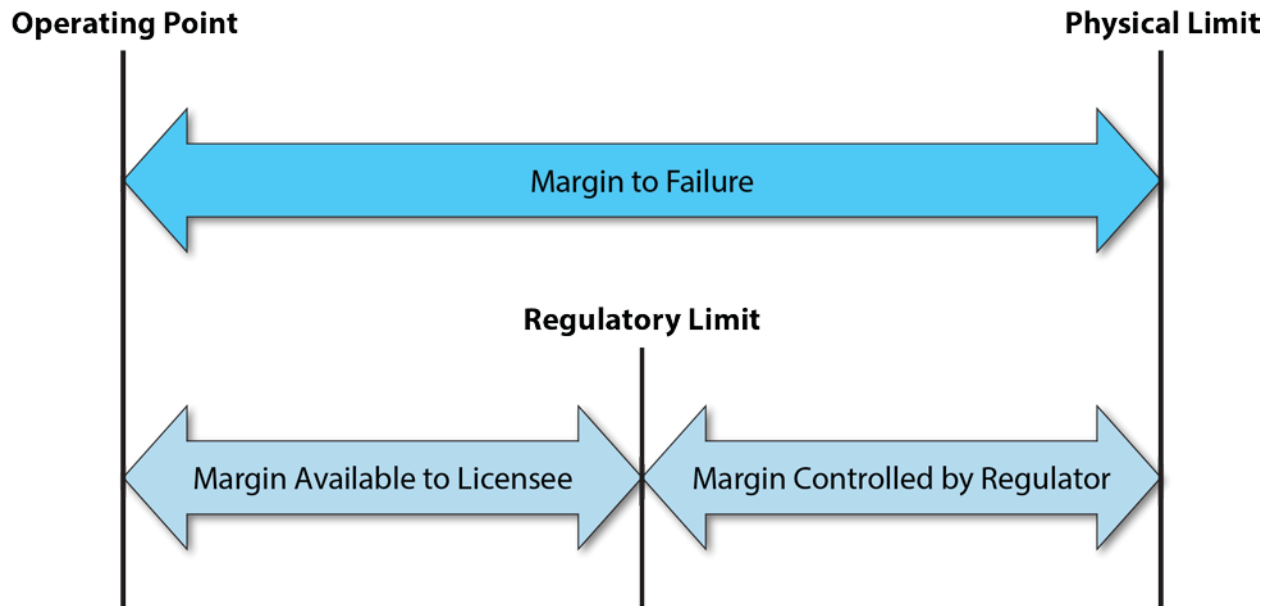 Operating Point
Physical Limit
Margin to Failure
Regulatory Limit
Margin Available to Licensee
Margin Controlled by Regulator